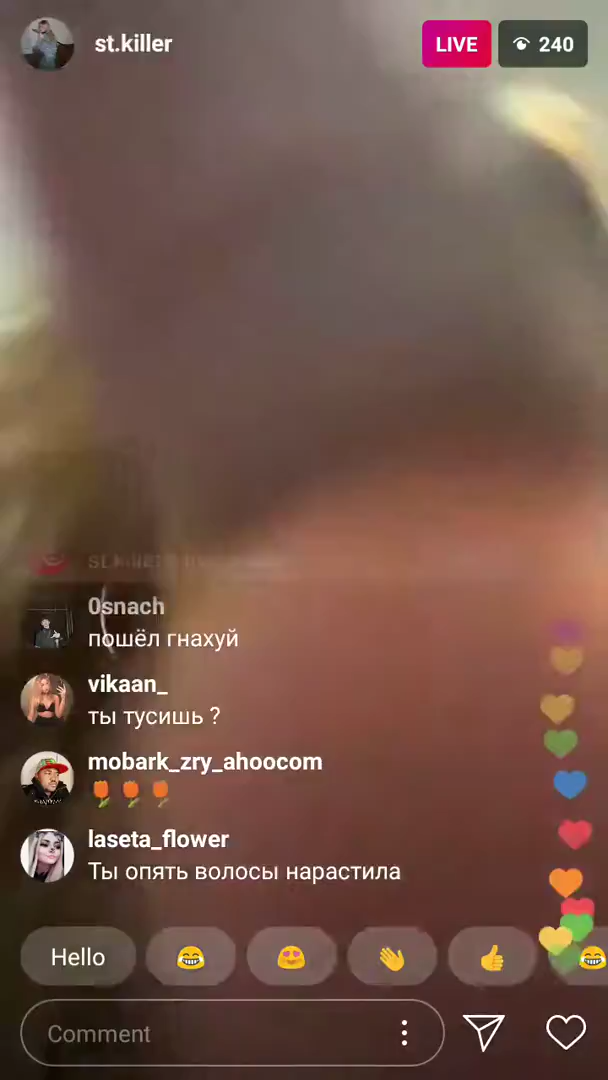 st.killer
LIVE
240
0snach
пошёл гнахуй
vikaan_
ты тусишь ?
mobark_zry_ahoocom
🌷🌷🌷
laseta_flower
Ты опять волосы нарастила
Hello
Comment